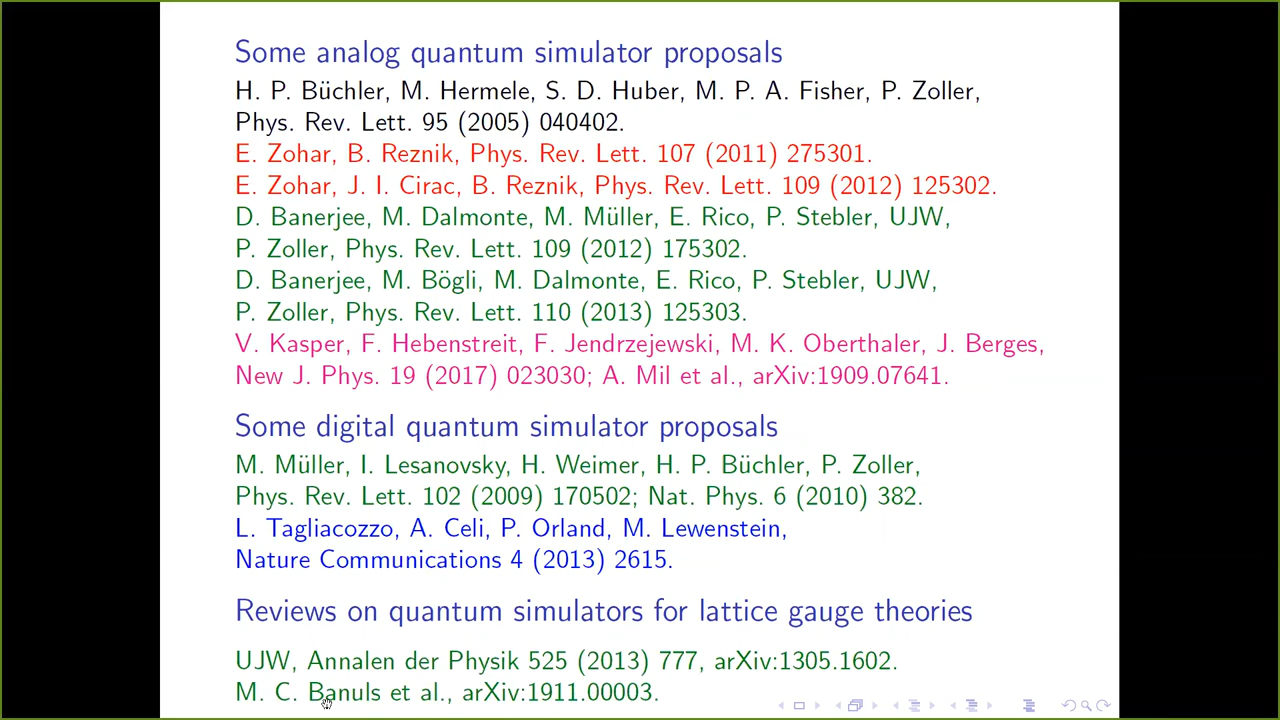 Some analog quantum simulator proposals
H. P. Büchler, M. Hermele, S. D. Huber, M. P. A. Fisher, P. Zoller,
Phys. Rev. Lett. 95 (2005) 040402.
E. Zohar, B. Reznik, Phys. Rev. Lett. 107 (2011) 275301.
E. Zohar, J. I. Cirac, B. Reznik, Phys. Rev. Lett. 109 (2012) 125302.
D. Banerjee, M. Dalmonte, M. Müller, E. Rico, P. Stebler, UJW,
P. Zoller, Phys. Rev. Lett. 109 (2012) 175302.
D. Banerjee, M. Bögli, M. Dalmonte, E. Rico, P. Stebler, UJW,
P. Zoller, Phys. Rev. Lett. 110 (2013) 125303.
V. Kasper, F. Hebenstreit, F. Jendrzejewski, M. K. Oberthaler, J. Berges,
New J. Phys. 19 (2017) 023030; A. Mil et al., arXiv:1909.07641.
Some digital quantum simulator proposals
M. Müller, I. Lesanovsky, H. Weimer, H. P. Büchler, P. Zoller,
Phys. Rev. Lett. 102 (2009) 170502; Nat. Phys. 6 (2010) 382.
L. Tagliacozzo, A. Celi, P. Orland, M. Lewenstein,
Nature Communications 4 (2013) 2615.
Reviews on quantum simulators for lattice gauge theories
UJW, Annalen der Physik 525 (2013) 777, arXiv:1305.1602.
M. C. Banuls et al., arXiv:1911.00003.